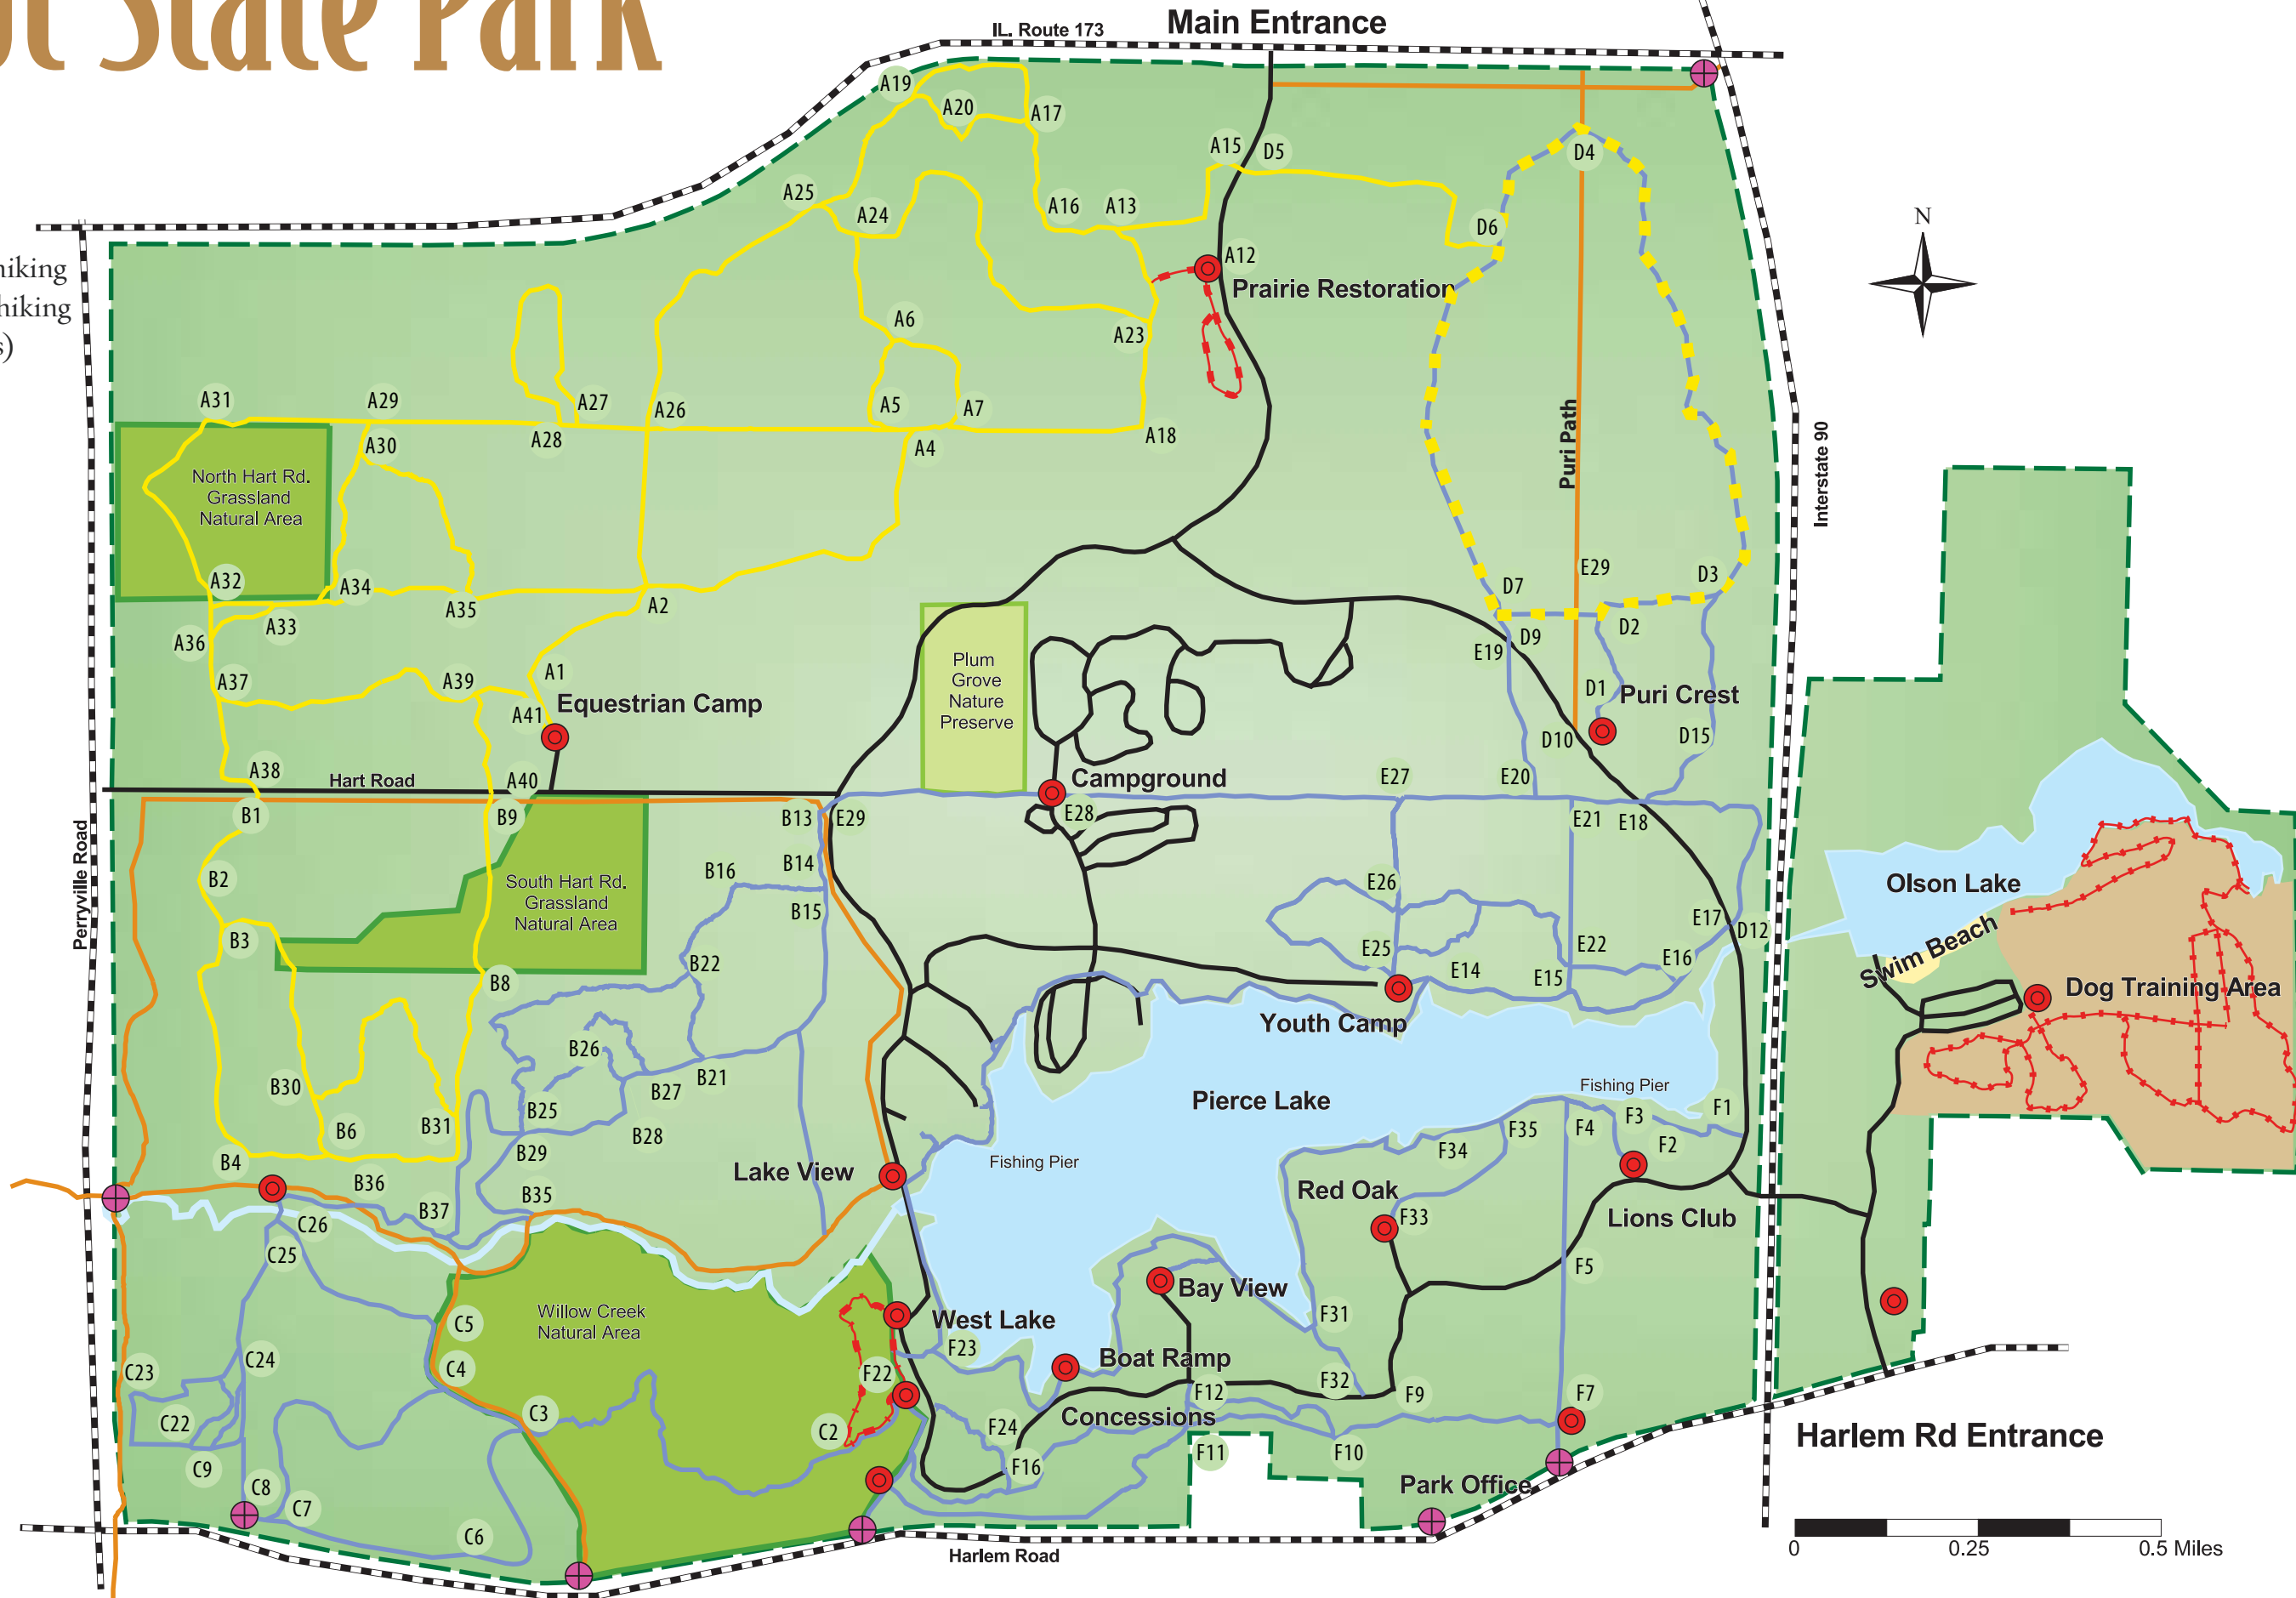 State Park
hiking
hiking
s)
IL. Route 173
Main Entrance
A19
A20
A17
A15
D5
D4
A25
A24
A16
A13
D6
N
A12
Prairie Restoration
A6
A23
A31
A29
A27
A26
A5
A7
A28
A30
A4
A18
Puri Path
Interstate 90
North Hart Rd.
Grassland
Natural Area
A32
A34
A35
A2
A33
A36
E29
D3
D7
D2
D9
E19
A37
A39
A1
Equestrian Camp
A41
Plum
Grove
Nature
Preserve
D1
Puri Crest
D10
D15
A38
Hart Road
A40
Campground
E27
E20
B1
B9
B13
E29
E28
E21
E18
Perryville Road
B2
B16
B14
E26
South Hart Rd.
Grassland
Natural Area
B15
Olson Lake
E17
D12
B3
E25
E22
E16
Swim Beach
B22
B8
E14
E15
Dog Training Area
Youth Camp
B26
B30
B27
B21
Pierce Lake
Fishing Pier
B25
F3
F1
B6
B31
B28
F35
F4
F2
B29
F34
B4
Lake View
Fishing Pier
B36
B35
Red Oak
B37
C26
F33
Lions Club
C25
F5
Bay View
Willow Creek
Natural Area
C5
West Lake
F31
C24
C4
F23
Boat Ramp
C23
F22
F32
F9
F7
F12
C22
C3
C2
F24
Concessions
F11
F10
Harlem Rd Entrance
C9
F16
C8
C7
Park Office
C6
Harlem Road
0
0.25
0.5 Miles